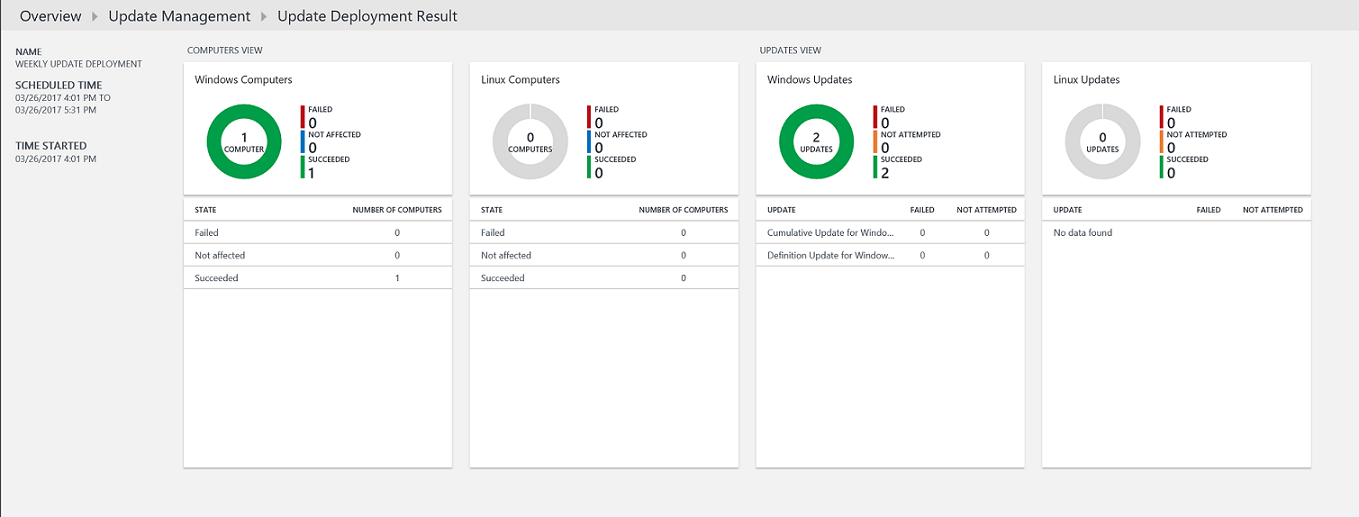 Overview Update Management Update Deployment Result
NAME
WEEKLY UPDATE DEPLOYMENT
SCHEDULED TIME
03/26/2017 4:01 PM TO
03/26/2017 5:31 PM
TIME STARTED
03/26/2017 4:01 PM
COMPUTERS VIEW
Windows Computers
1
COMPUTER
FAILED
0
NOT AFFECTED
0
SUCCEEDED
1
STATE NUMBER OF COMPUTERS
Failed 0
Not affected 0
Succeeded 1
Linux Computers
0
COMPUTERS
FAILED
0
NOT AFFECTED
0
SUCCEEDED
0
STATE NUMBER OF COMPUTERS
Failed 0
Not affected 0
Succeeded 0
UPDATES VIEW
Windows Updates
2
UPDATES
FAILED
0
NOT ATTEMPTED
0
SUCCEEDED
2
UPDATE FAILED NOT ATTEMPTED
Cumulative Update for Windo... 0 0
Definition Update for Window... 0 0
Linux Updates
0
UPDATES
FAILED
0
NOT ATTEMPTED
0
SUCCEEDED
0
UPDATE FAILED NOT ATTEMPTED
No data found